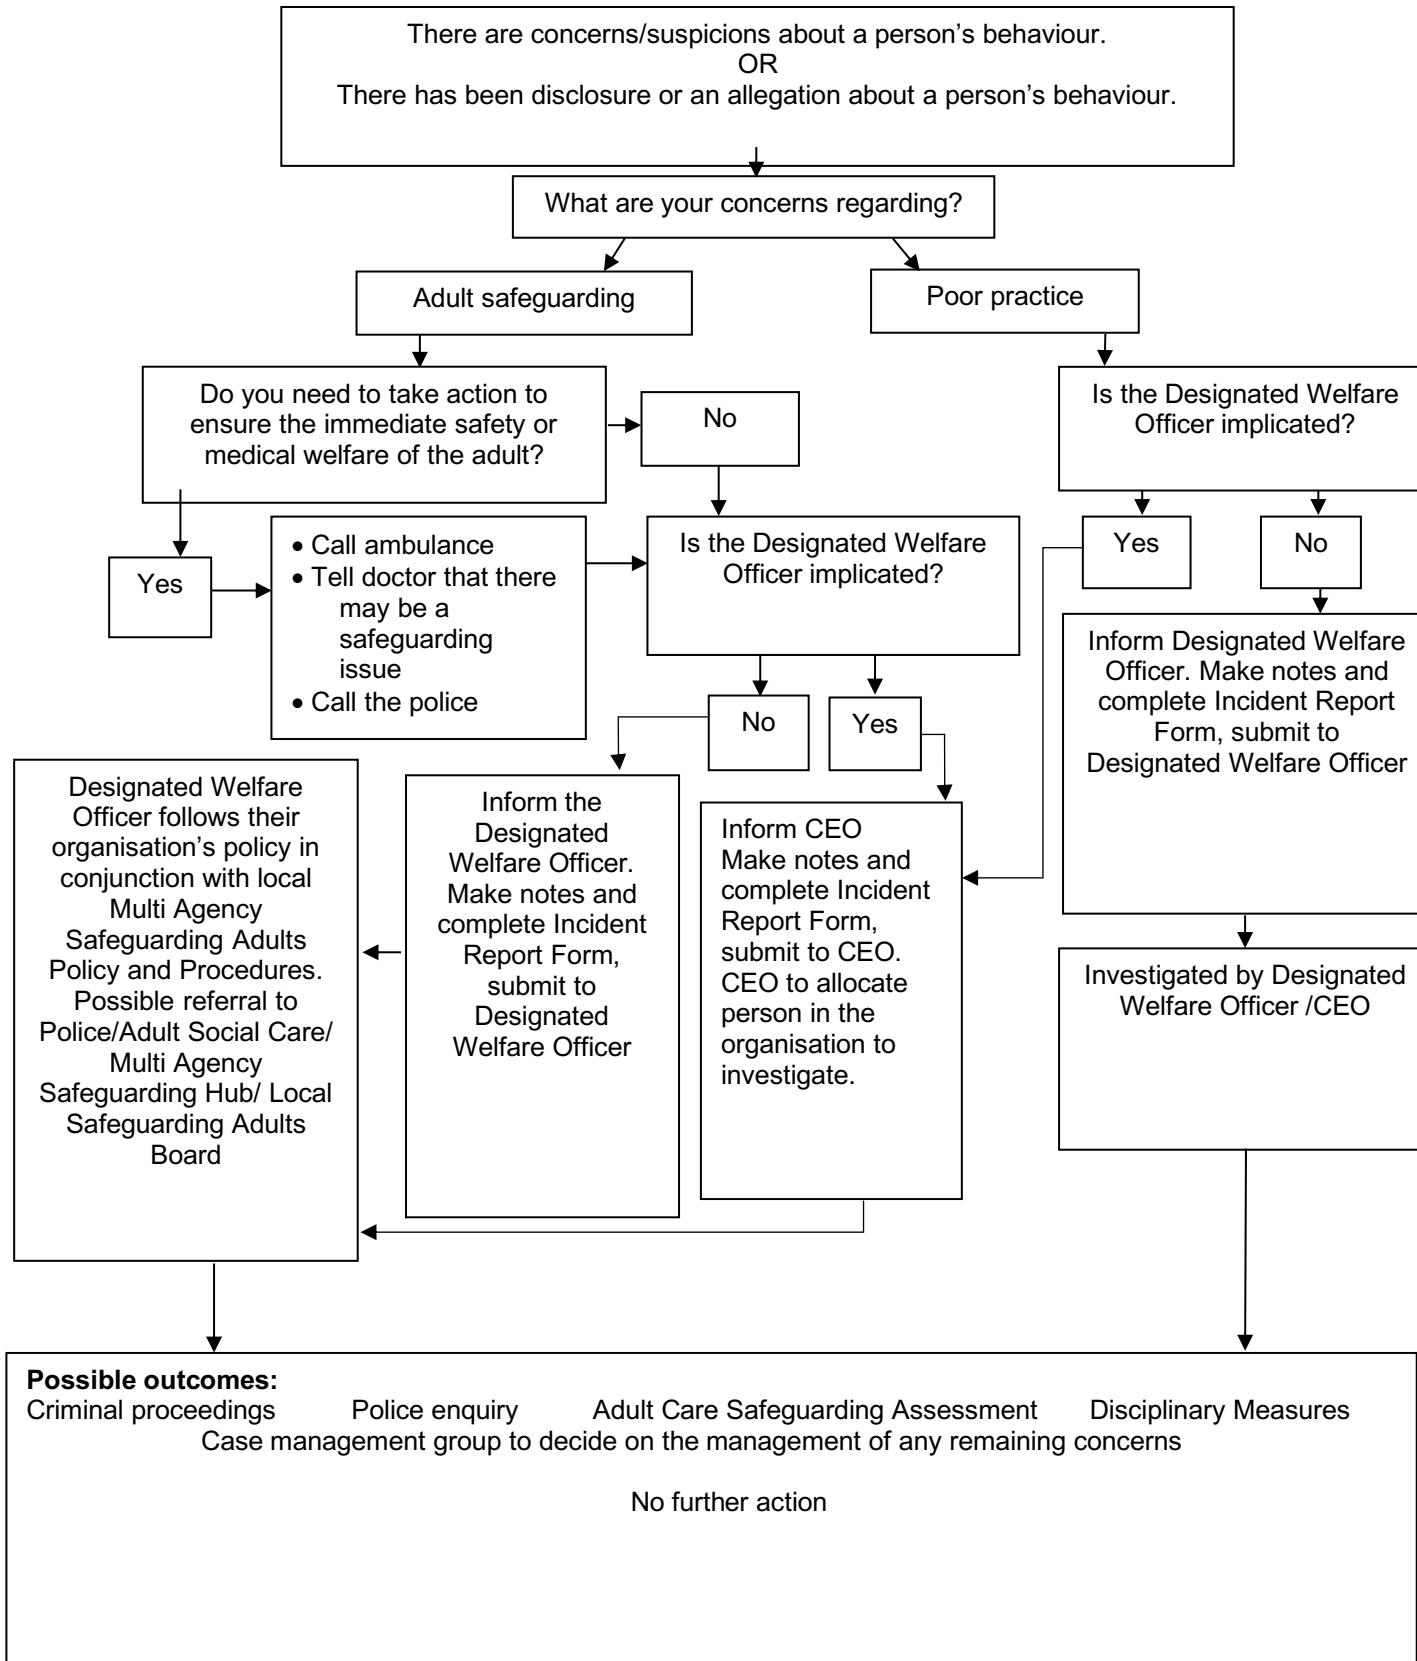 There are concerns/suspicions about a person’s behaviour.
OR
There has been disclosure or an allegation about a person’s behaviour.
What are your concerns regarding?
Adult safeguarding
Poor practice
Do you need to take action to
ensure the immediate safety or
medical welfare of the adult?
No
Is the Designated Welfare
Officer implicated?
Yes
• Call ambulance
• Tell doctor that there
may be a
safeguarding
issue
• Call the police
Is the Designated Welfare
Officer implicated?
Yes
No
No
Yes
Inform Designated Welfare
Officer. Make notes and
complete Incident Report
Form, submit to
Designated Welfare Officer
Designated Welfare
Officer follows their
organisation’s policy in
conjunction with local
Multi Agency
Safeguarding Adults
Policy and Procedures.
Possible referral to
Police/Adult Social Care/
Multi Agency
Safeguarding Hub/ Local
Safeguarding Adults
Board
Inform the
Designated
Welfare Officer.
Make notes and
complete Incident
Report Form,
submit to
Designated
Welfare Officer
Inform CEO
Make notes and
complete Incident
Report Form,
submit to CEO.
CEO to allocate
person in the
organisation to
investigate.
Investigated by Designated
Welfare Officer /CEO
Possible outcomes:
Criminal proceedings Police enquiry Adult Care Safeguarding Assessment Disciplinary Measures
Case management group to decide on the management of any remaining concerns
No further action